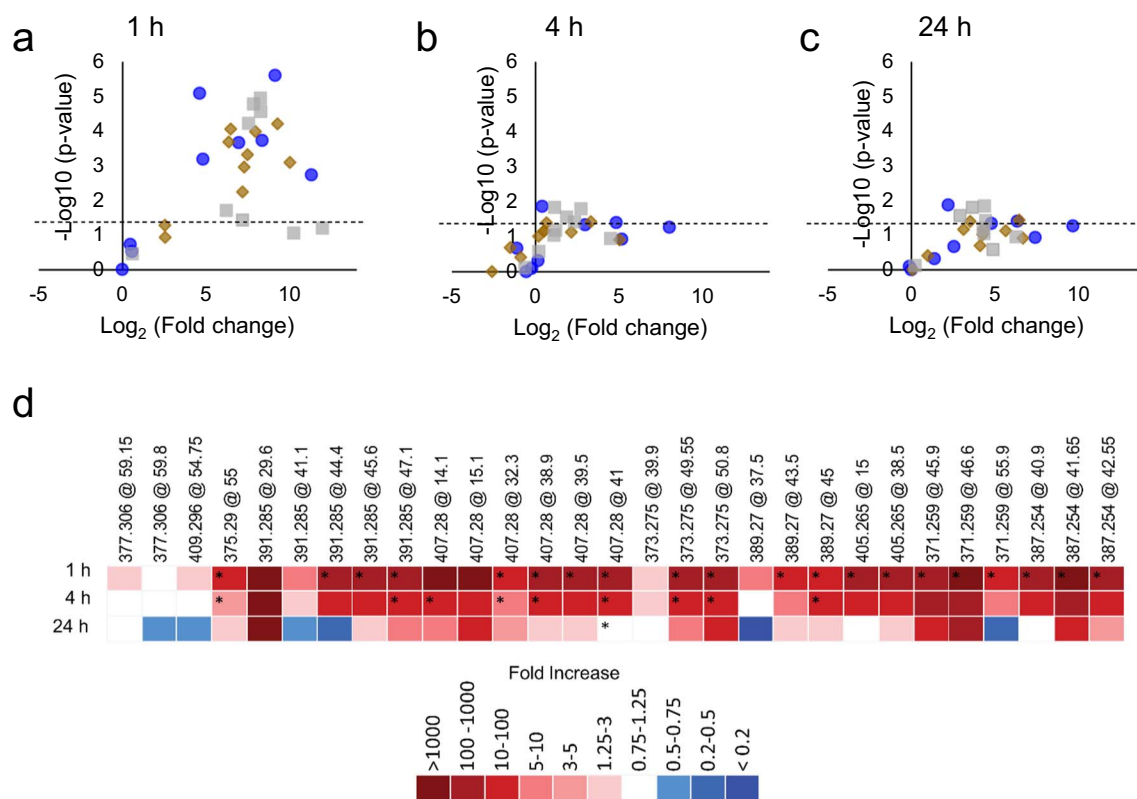 a 1 h
b 4 h
c 24 h
6
5
4
3
2
1
0
-5 0 5 10
-Log10 (p-value)
Log2 (Fold change)
6
5
4
3
2
1
0
-5 0 5 10
-Log10 (p-value)
Log2 (Fold change)
6
5
4
3
2
1
0
-5 0 5 10
-Log10 (p-value)
Log2 (Fold change)
d
377.306 @ 59.15
377.306 @ 59.8
409.296 @ 54.75
375.29 @ 55
391.285 @ 29.6
391.285 @ 41.1
391.285 @ 44.4
391.285 @ 45.6
391.285 @ 47.1
407.28 @ 14.1
407.28 @ 15.1
407.28 @ 32.3
407.28 @ 38.9
407.28 @ 39.5
407.28 @ 41
373.275 @ 39.9
373.275 @ 49.55
373.275 @ 50.8
389.27 @ 37.5
389.27 @ 43.5
389.27 @ 45
405.265 @ 15
405.265 @ 38.5
371.259 @ 45.9
371.259 @ 46.6
371.259 @ 55.9
387.254 @ 40.9
387.254 @ 41.65
387.254 @ 42.555
1 h * * * * * * * * * * * * * * * * * * * * *
4 h * * * * * * * * *
24 h *
Fold Increase
>1000
100 -1000
10-100
5-10
3-5
1.25-3
0.75-1.25
0.5-0.75
0.2-0.5
< 0.2